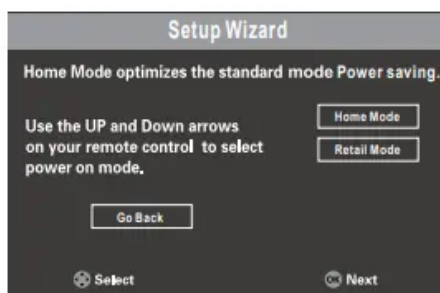 Setup Wizard
Home Mode optimizes the standard mode Power saving.
Use the UP and Down arrows
on your remote control to select
power on mode.
Home Mode
Retail Mode
Go Back
Select
OK Next